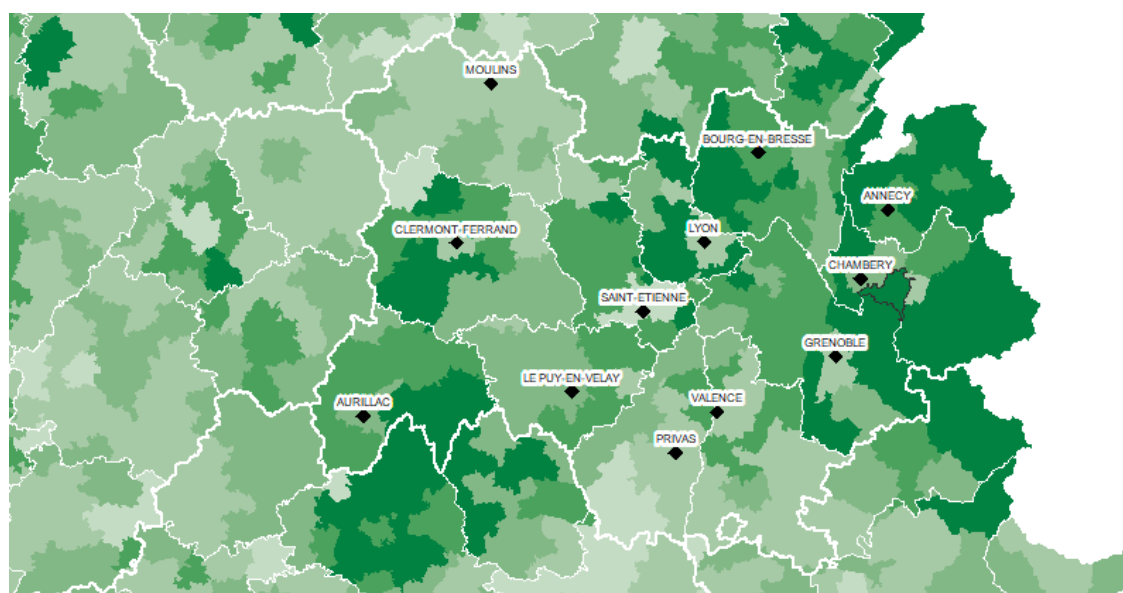 MOULINS
BOURG-EN-BRESSE
ANNECY
CLERMONT-FERRAND
LYON
CHAMBERY
SAINT-ETIENNE
GRENOBLE
LE PUY-EN-VELAY
AURILLAC
VALENCE
PRIVAS